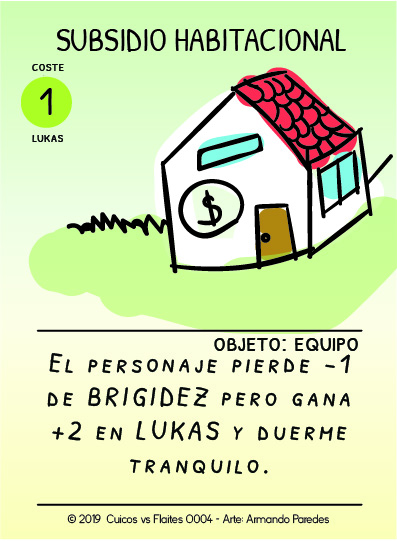 SUBSIDIO HABITACIONAL
COSTE
1
LUKAS
$
OBJETO: EQUIPO
EL PERSONAJE PIERDE -1
DE BRIGIDEZ PERO GANA
+2 EN LUKAS Y DUERME
TRANQUILO.
© 2019 Cuicos vs Flaites 0004 - Arte: Armando Paredes